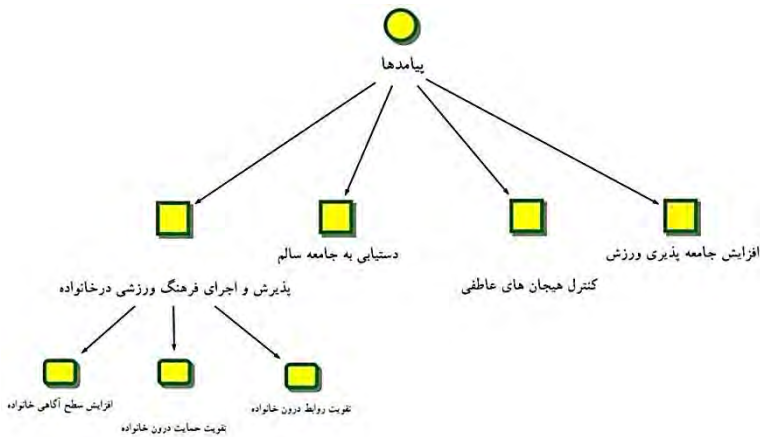 پیامدها
افزایش جامعه پذیری ورزش
دستیابی به جامعه سالم
کنترل هیجان های عاطفی
پذیرش و اجرای فرهنگ ورزشی درخانواده
تقویت روابط درون خانواده
افزایش سطح آگاهی خانواده
تقویت حمایت درون خانواده